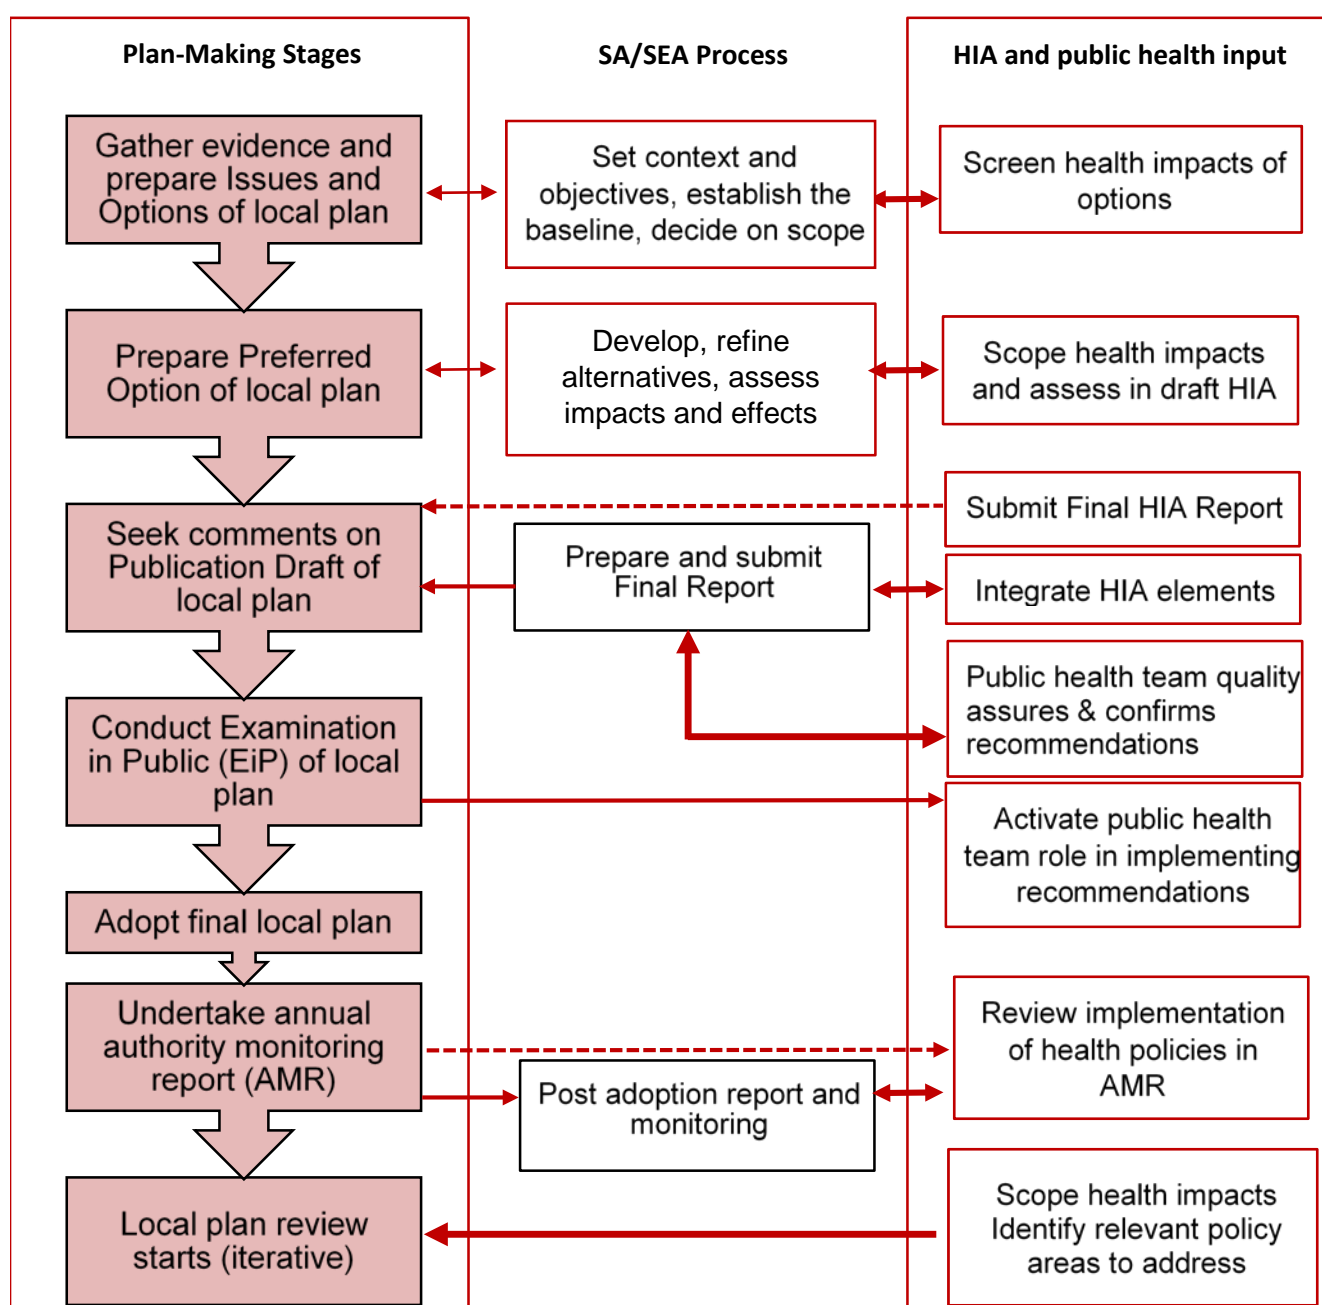 Plan-Making Stages
SA/SEA Process
HIA and public health input
Gather evidence and
prepare Issues and
Options of local plan
Set context and
objectives, establish the
baseline, decide on scope
Screen health impacts of
options
Prepare Preferred
Option of local plan
Develop, refine
alternatives, assess
impacts and effects
Scope health impacts
and assess in draft HIA
Seek comments on
Publication Draft of
local plan
Prepare and submit
Final Report
Submit Final HIA Report
Integrate HIA elements
Public health team quality
assures & confirms
recommendations
Conduct Examination
in Public (EiP) of local
plan
Activate public health
team role in implementing
recommendations
Adopt final local plan
Undertake annual
authority monitoring
report (AMR)
Post adoption report and
monitoring
Review implementation
of health policies in
AMR
Local plan review
starts (iterative)
Scope health impacts
Identify relevant policy
areas to address